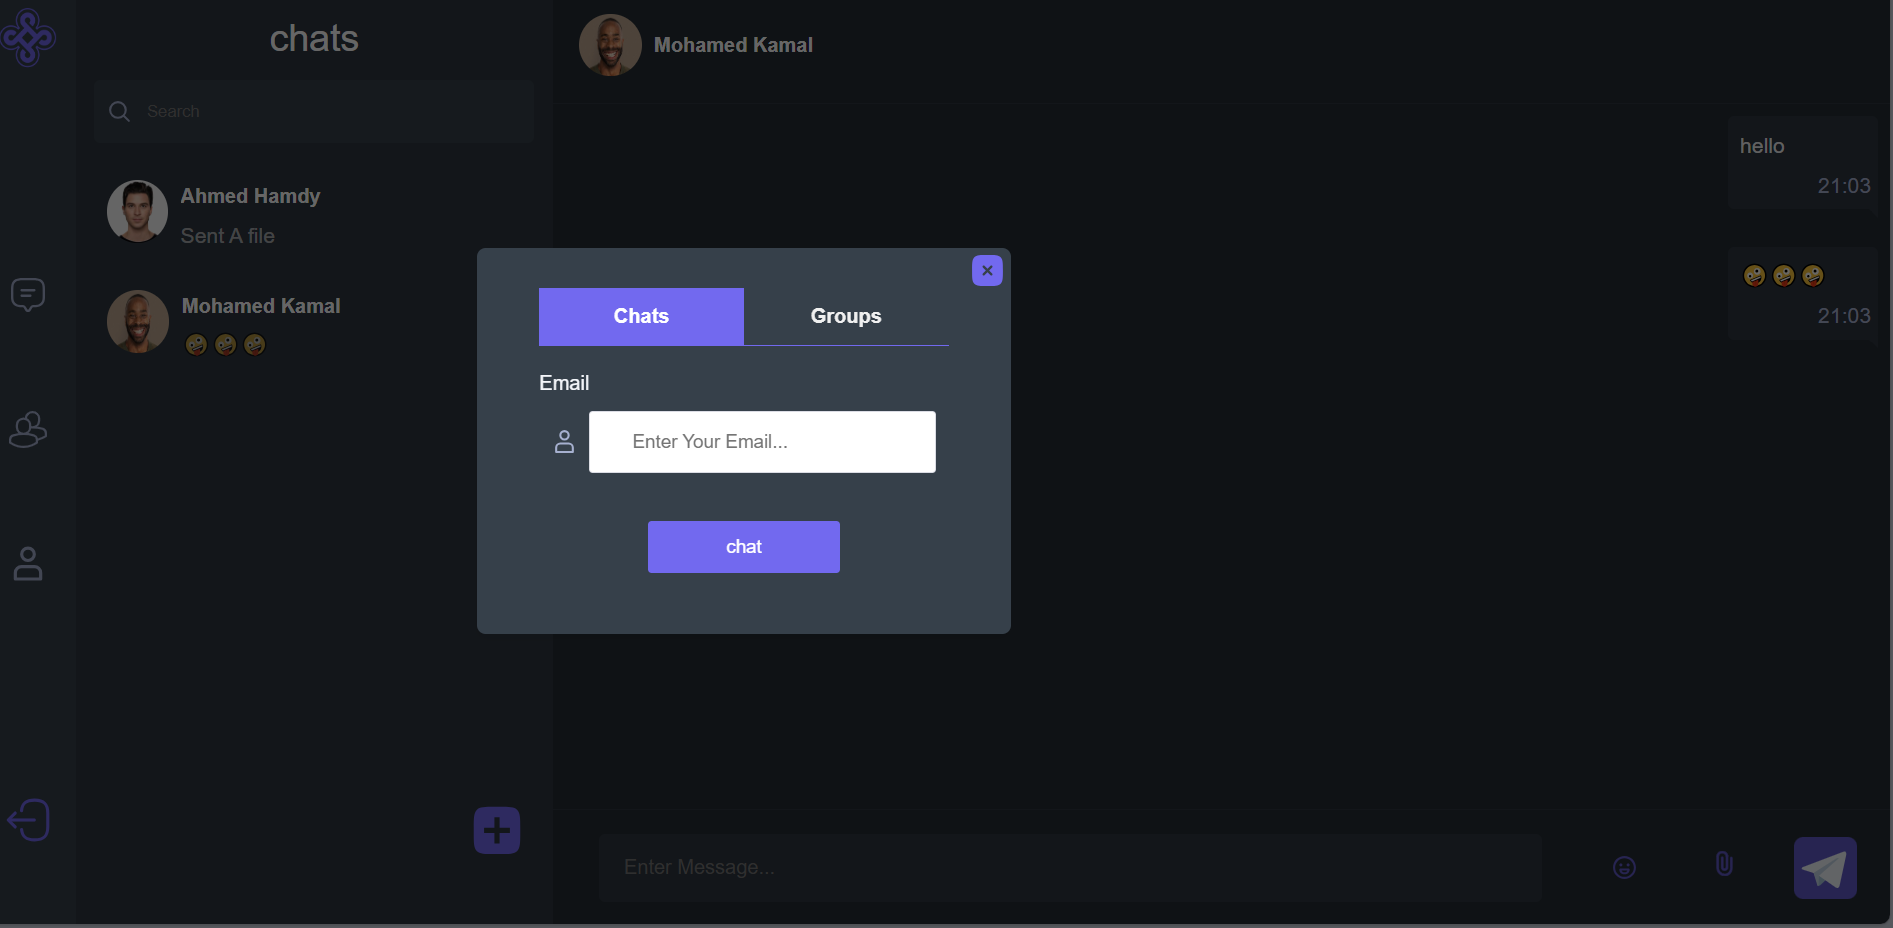 chats
Search
Ahmed Hamdy
Sent A file
Mohamed Kamal
🤪🤪🤪
Mohamed Kamal
hello
21:03
🤪🤪🤪
21:03
Chats
Groups
Email
Enter Your Email...
chat
Enter Message...